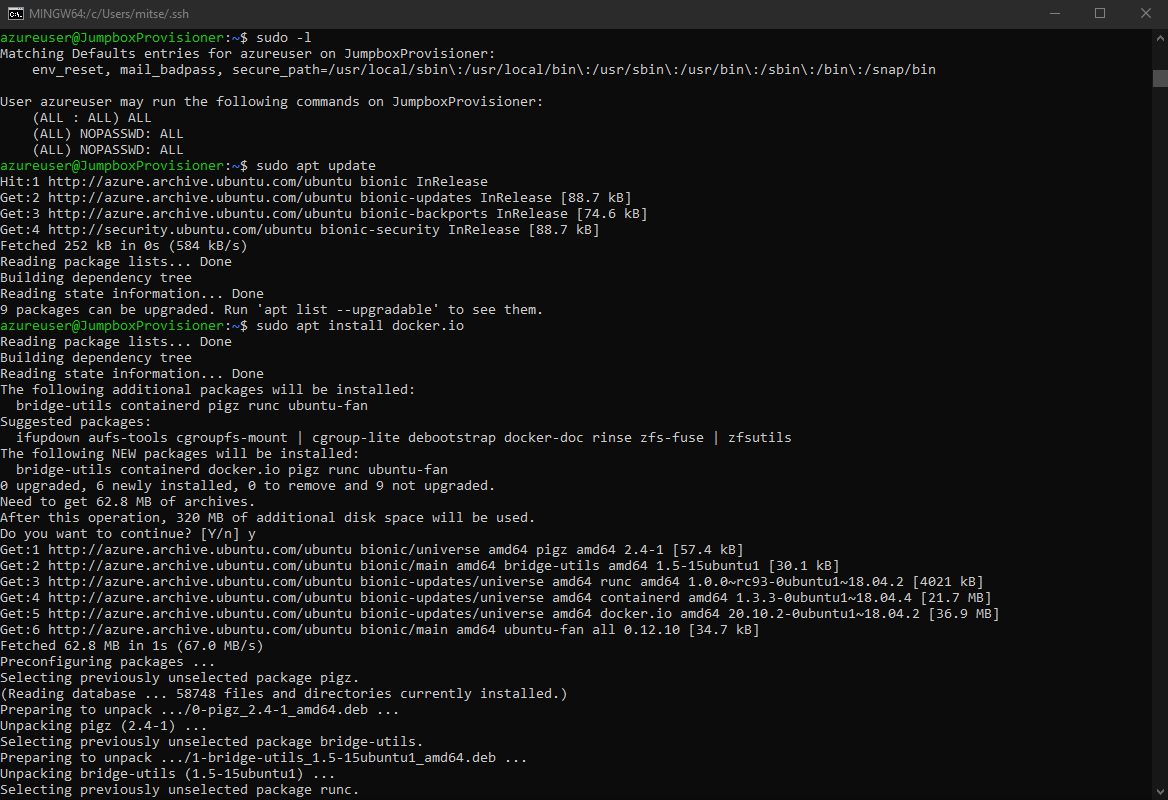 MINGW64:/c/Users/mitse/.ssh
azureuser@JumpboxProvisioner:~$ sudo -l
Matching Defaults entries for azureuser on JumpboxProvisioner:
    env_reset, mail_badpass, secure_path=/usr/local/sbin\:/usr/local/bin\:/usr/sbin\:/usr/bin\:/sbin\:/bin\:/snap/bin

User azureuser may run the following commands on JumpboxProvisioner:
    (ALL : ALL) ALL
    (ALL) NOPASSWD: ALL
    (ALL) NOPASSWD: ALL
azureuser@JumpboxProvisioner:~$ sudo apt update
Hit:1 http://azure.archive.ubuntu.com/ubuntu bionic InRelease
Get:2 http://azure.archive.ubuntu.com/ubuntu bionic-updates InRelease [88.7 kB]
Get:3 http://azure.archive.ubuntu.com/ubuntu bionic-backports InRelease [74.6 kB]
Get:4 http://security.ubuntu.com/ubuntu bionic-security InRelease [88.7 kB]
Fetched 252 kB in 0s (584 kB/s)
Reading package lists... Done
Building dependency tree
Reading state information... Done
9 packages can be upgraded. Run 'apt list --upgradable' to see them.
azureuser@JumpboxProvisioner:~$ sudo apt install docker.io
Reading package lists... Done
Building dependency tree
Reading state information... Done
The following additional packages will be installed:
  bridge-utils containerd pigz runc ubuntu-fan
Suggested packages:
  ifupdown aufs-tools cgroupfs-mount | cgroup-lite debootstrap docker-doc rinse zfs-fuse | zfsutils
The following NEW packages will be installed:
  bridge-utils containerd docker.io pigz runc ubuntu-fan
0 upgraded, 6 newly installed, 0 to remove and 9 not upgraded.
Need to get 62.8 MB of archives.
After this operation, 320 MB of additional disk space will be used.
Do you want to continue? [Y/n] y
Get:1 http://azure.archive.ubuntu.com/ubuntu bionic/universe amd64 pigz amd64 2.4-1 [57.4 kB]
Get:2 http://azure.archive.ubuntu.com/ubuntu bionic/main amd64 bridge-utils amd64 1.5-15ubuntu1 [30.1 kB]
Get:3 http://azure.archive.ubuntu.com/ubuntu bionic-updates/universe amd64 runc amd64 1.0.0~rc93-0ubuntu1~18.04.2 [4021 kB]
Get:4 http://azure.archive.ubuntu.com/ubuntu bionic-updates/universe amd64 containerd amd64 1.3.3-0ubuntu1~18.04.4 [21.7 MB]
Get:5 http://azure.archive.ubuntu.com/ubuntu bionic-updates/universe amd64 docker.io amd64 20.10.2-0ubuntu1~18.04.2 [36.9 MB]
Get:6 http://azure.archive.ubuntu.com/ubuntu bionic/main amd64 ubuntu-fan all 0.12.10 [34.7 kB]
Fetched 62.8 MB in 1s (67.0 MB/s)
Preconfiguring packages ...
Selecting previously unselected package pigz.
(Reading database ... 58748 files and directories currently installed.)
Preparing to unpack .../0-pigz_2.4-1_amd64.deb ...
Unpacking pigz (2.4-1) ...
Selecting previously unselected package bridge-utils.
Preparing to unpack .../1-bridge-utils_1.5-15ubuntu1_amd64.deb ...
Unpacking bridge-utils (1.5-15ubuntu1) ...
Selecting previously unselected package runc.